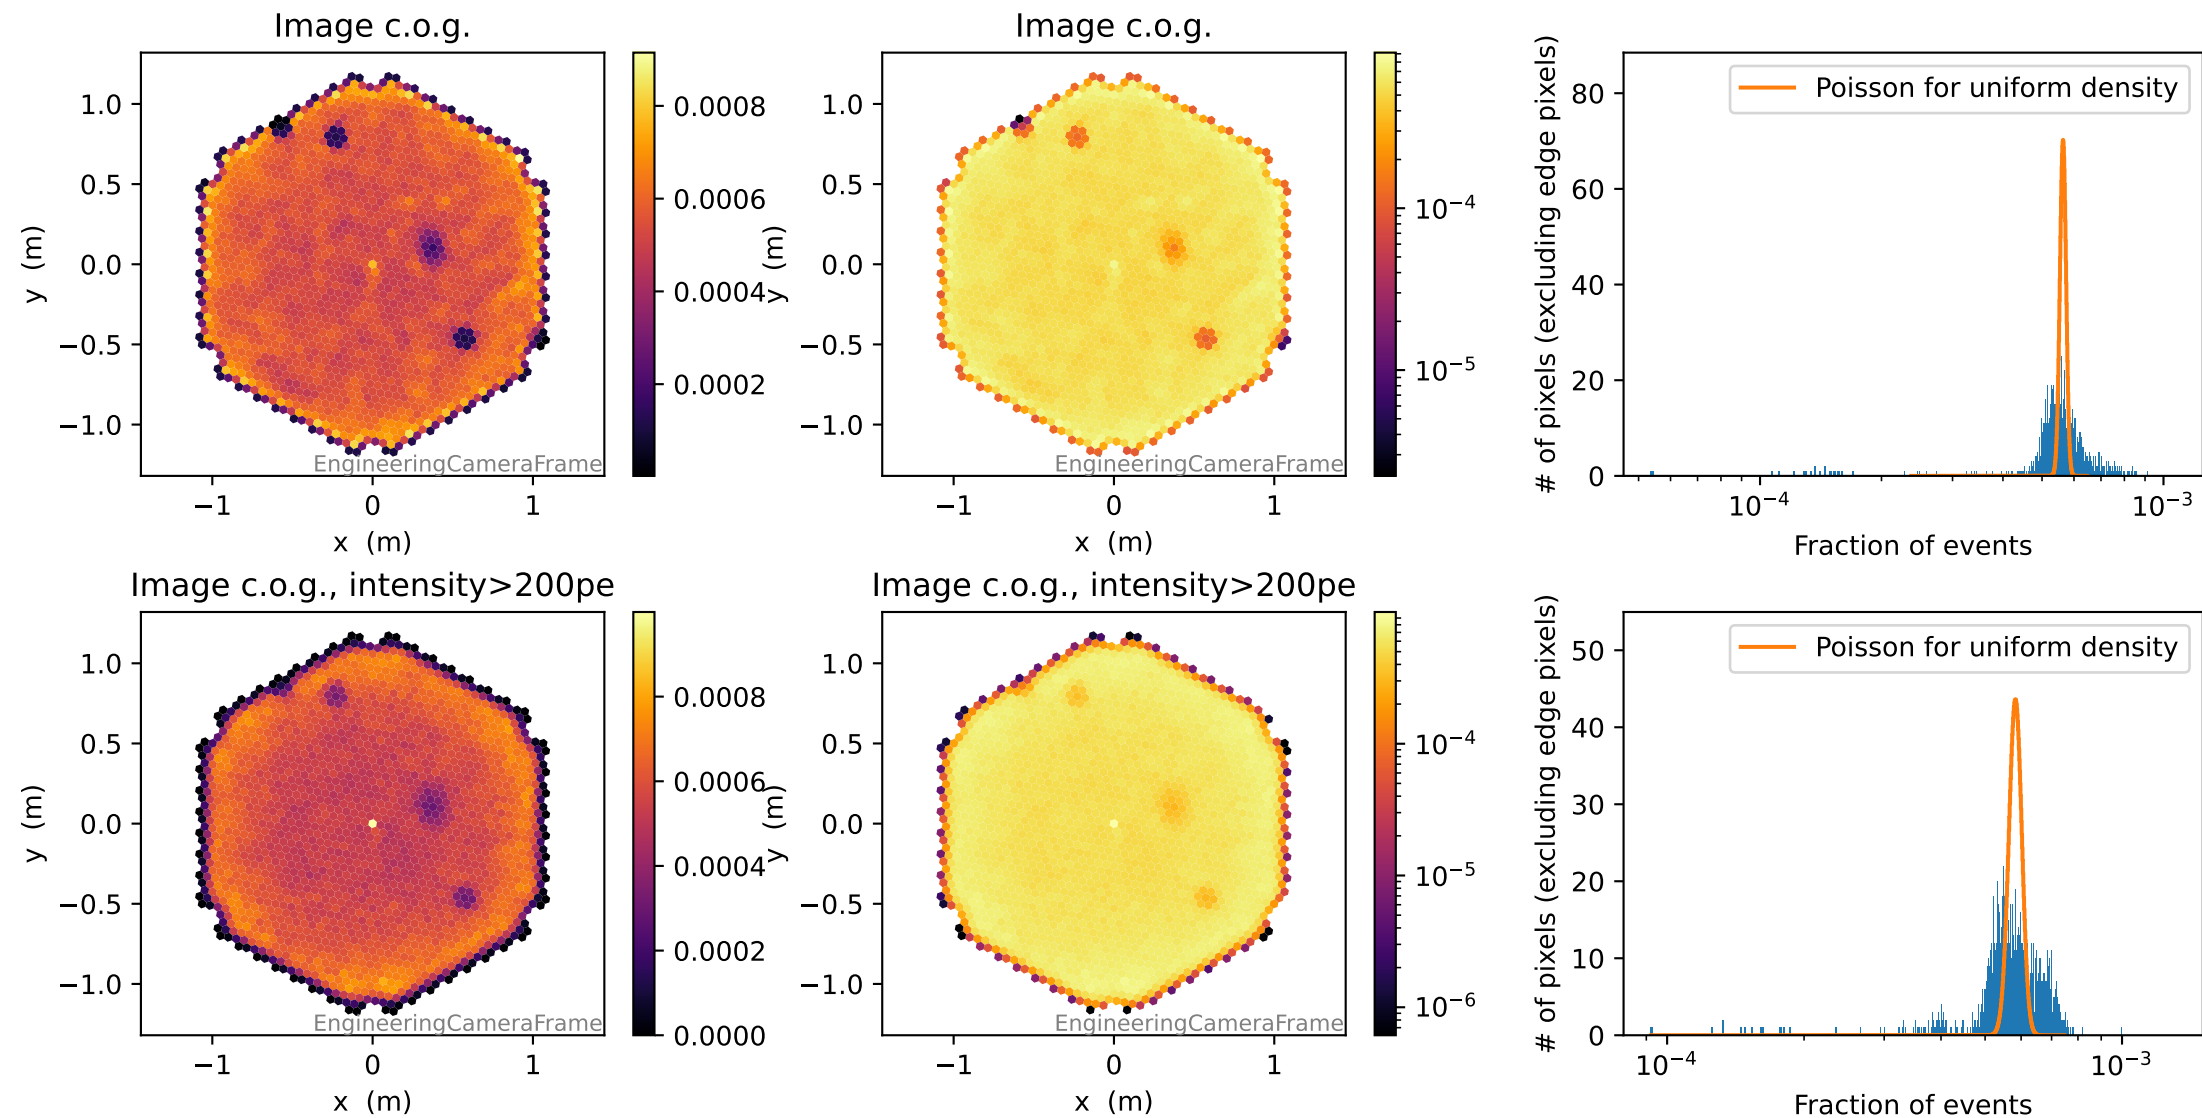 Image c.o.g.
1.0
0.5
0.0
−0.5
−1.0
y (m)
−1
0
1
x (m)
EngineeringCameraFrame
0.0008
0.0006
0.0004
0.0002
Image c.o.g.
1.0
0.5
0.0
−0.5
−1.0
y (m)
−1
0
1
x (m)
EngineeringCameraFrame
10⁻⁴
10⁻⁵
# of pixels (excluding edge pixels)
80
60
40
20
0
Poisson for uniform density
10⁻⁴
10⁻³
Fraction of events
Image c.o.g., intensity>200pe
1.0
0.5
0.0
−0.5
−1.0
y (m)
−1
0
1
x (m)
EngineeringCameraFrame
0.0008
0.0006
0.0004
0.0002
0.0000
Image c.o.g., intensity>200pe
1.0
0.5
0.0
−0.5
−1.0
y (m)
−1
0
1
x (m)
EngineeringCameraFrame
10⁻⁴
10⁻⁵
10⁻⁶
# of pixels (excluding edge pixels)
50
40
30
20
10
0
Poisson for uniform density
10⁻⁴
10⁻³
Fraction of events